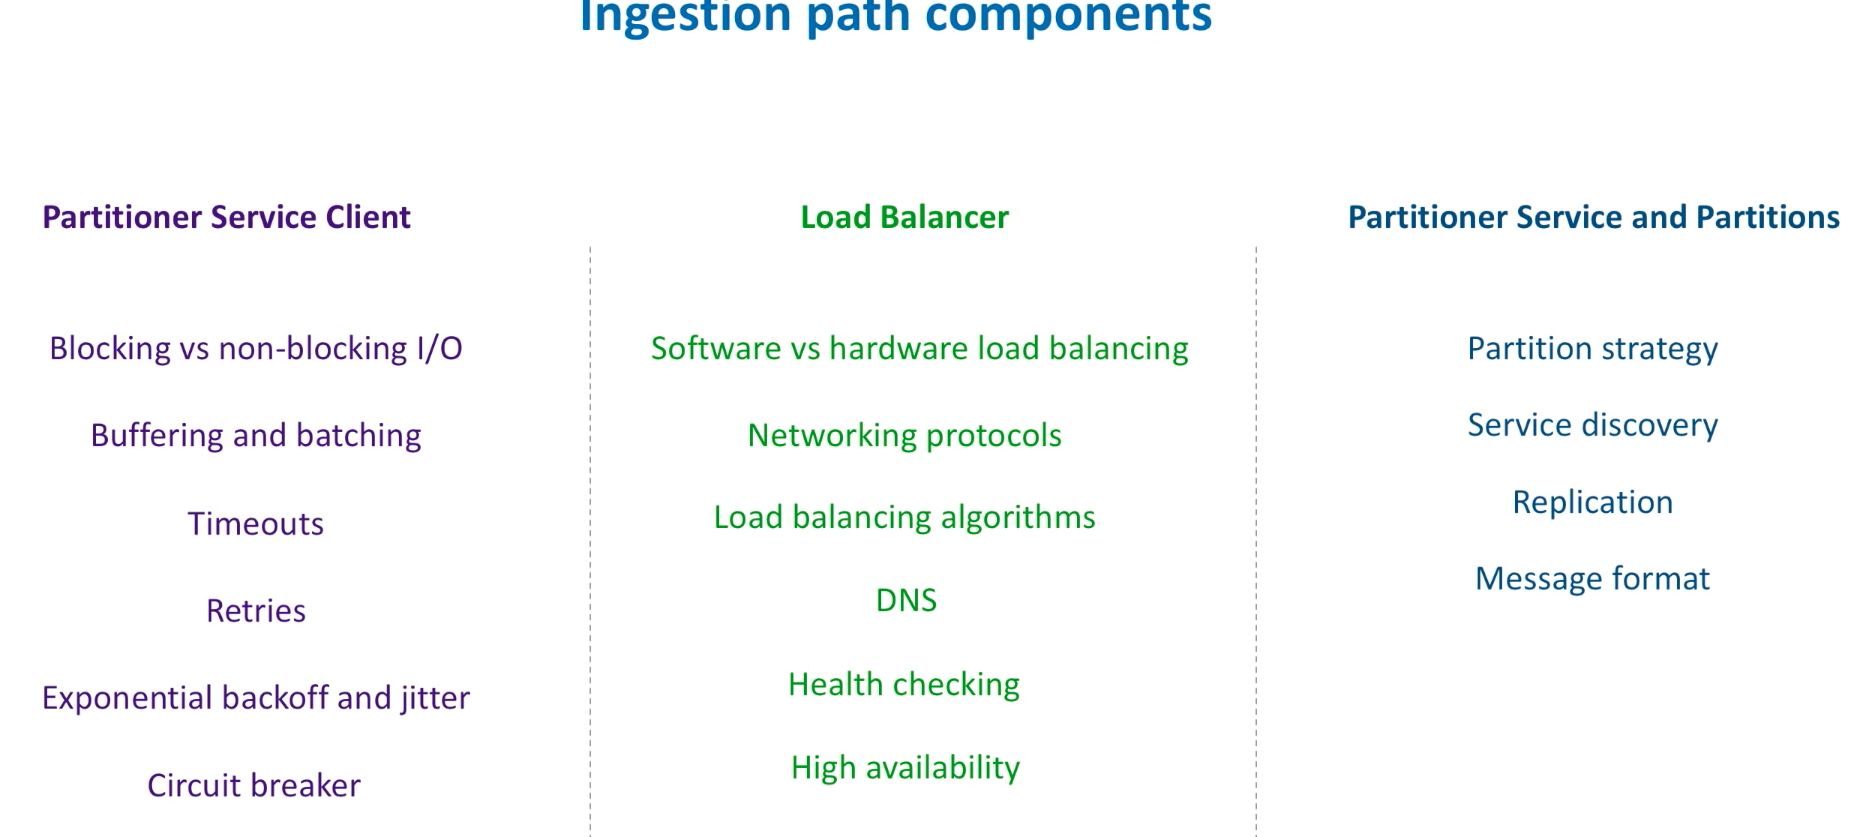 Ingestion path components
Partitioner Service Client
Blocking vs non-blocking I/O
Buffering and batching
Timeouts
Retries
Exponential backoff and jitter
Circuit breaker
Load Balancer
Software vs hardware load balancing
Networking protocols
Load balancing algorithms
DNS
Health checking
High availability
Partitioner Service and Partitions
Partition strategy
Service discovery
Replication
Message format